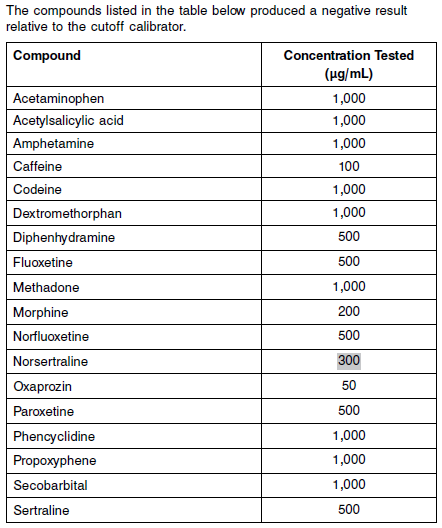 The compounds listed in the table below produced a negative result
relative to the cutoff calibrator.
Compound Concentration Tested
(µg/mL)
Acetaminophen 1,000
Acetylsalicylic acid 1,000
Amphetamine 1,000
Caffeine 100
Codeine 1,000
Dextromethorphan 1,000
Diphenhydramine 500
Fluoxetine 500
Methadone 1,000
Morphine 200
Norfluoxetine 500
Norsertraline 300
Oxaprozin 50
Paroxetine 500
Phencyclidine 1,000
Propoxyphene 1,000
Secobarbital 1,000
Sertraline 500